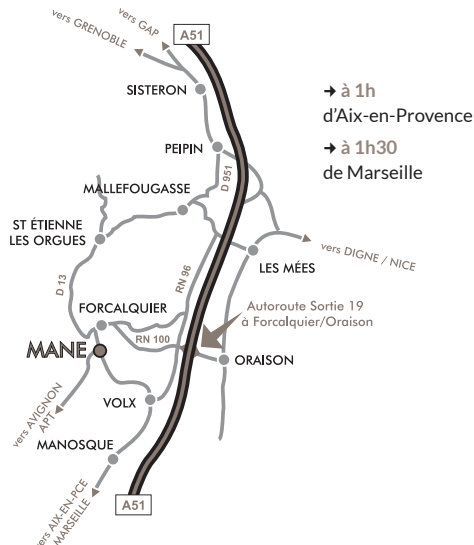 vers GAP
vers GRENOBLE
A51
SISTERON
➔ à 1h
d'Aix-en-Provence
➔ à 1h30
de Marseille
PEIPIN
D 951
MALLEFOUGASSE
ST ÉTIENNE
LES ORGUES
vers DIGNE / NICE
LES MÉES
D 13
RN 96
FORCALQUIER
Autoroute Sortie 19
à Forcalquier/Oraison
RN 100
MANE
ORAISON
vers AVIGNON
APT
VOLX
MANOSQUE
vers AIX-EN-PCE
MARSEILLE
A51